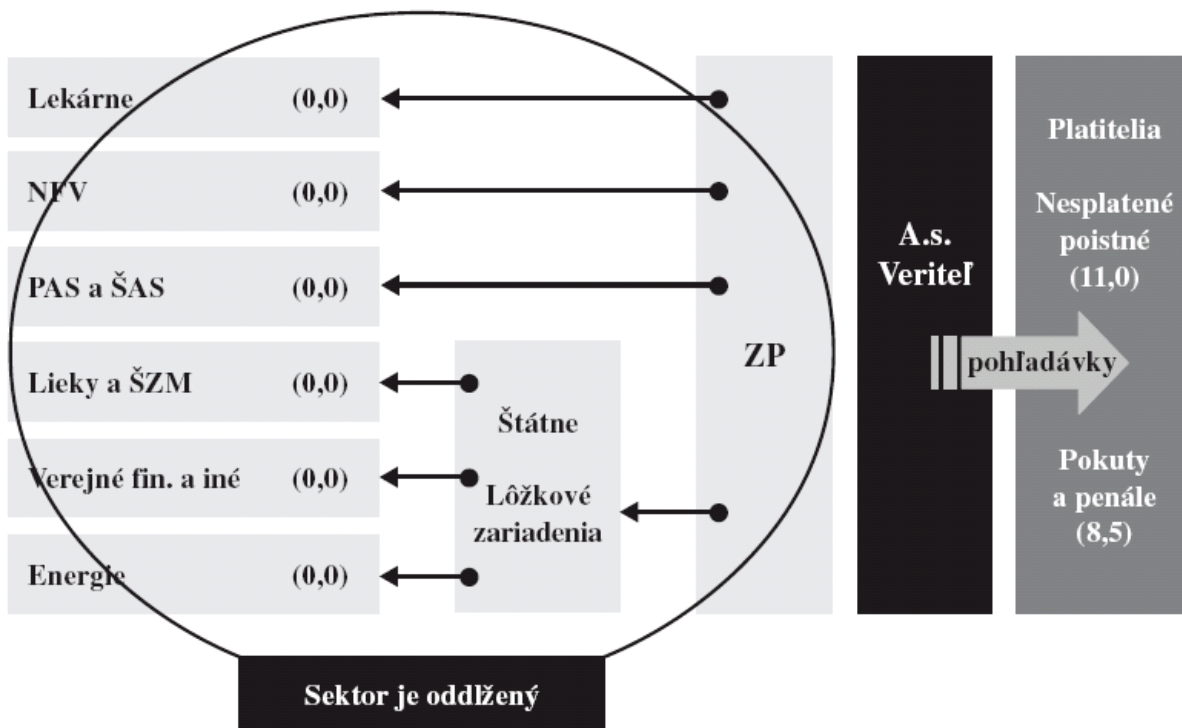 Lekárne (0,0)
NFV (0,0)
PAS a ŠAS (0,0)
Lieky a ŠZM (0,0)
Verejné fin. a iné (0,0)
Energie (0,0)
Štátne
Lôžkové
zariadenia
ZP
A.s.
Veriteľ
Platitelia
Nesplatené
poistné
(11,0)
pohľadávky
Pokuty
a penále
(8,5)
Sektor je oddlžený